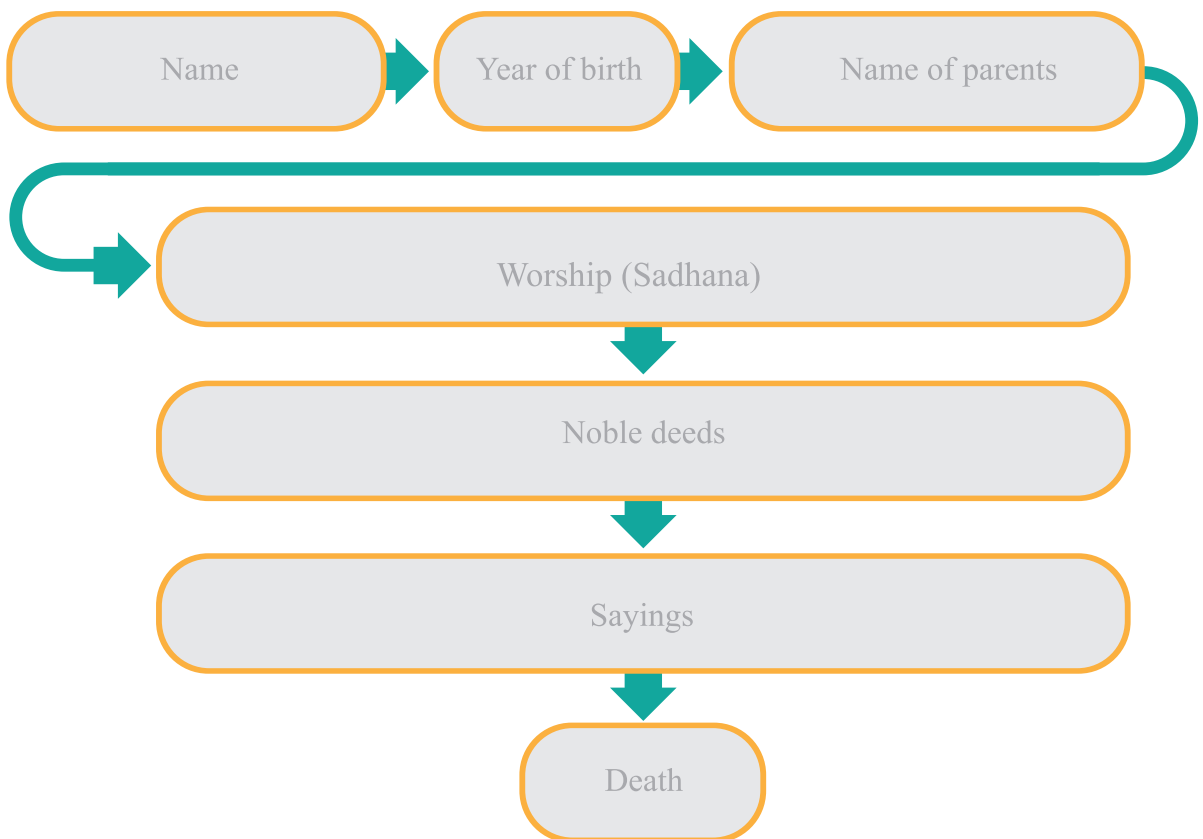 Name
Year of birth
Name of parents
Worship (Sadhana)
Noble deeds
Sayings
Death